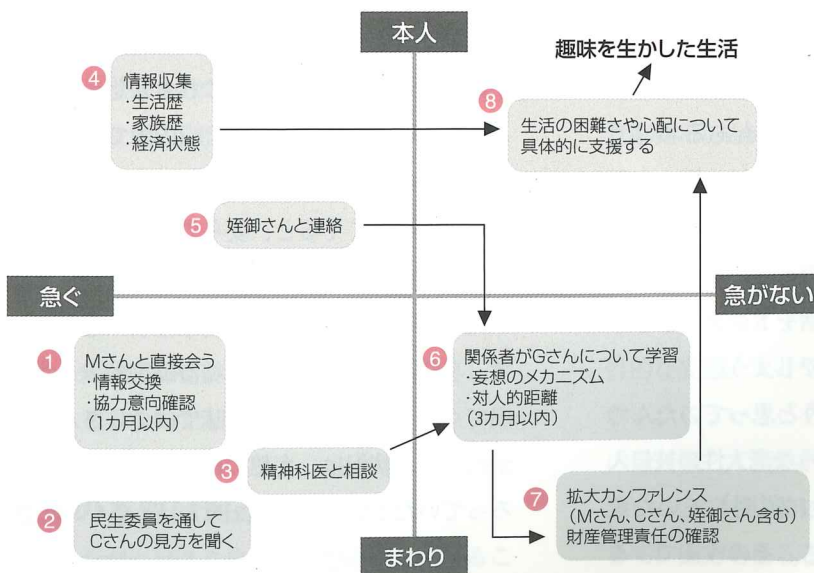 本人
趣味を生かした生活
4
情報収集
・生活歴
・家族歴
・経済状態
8
生活の困難さや心配について
具体的に支援する
5
姪御さんと連絡
急ぐ
急がない
1
Mさんと直接会う
・情報交換
・協力意向確認
（1カ月以内）
6
関係者がGさんについて学習
・妄想のメカニズム
・対人的距離
（3カ月以内）
3
精神科医と相談
2
民生委員を通して
Cさんの見方を聞く
7
拡大カンファレンス
（Mさん、Cさん、姪御さん含む）
財産管理責任の確認
まわり